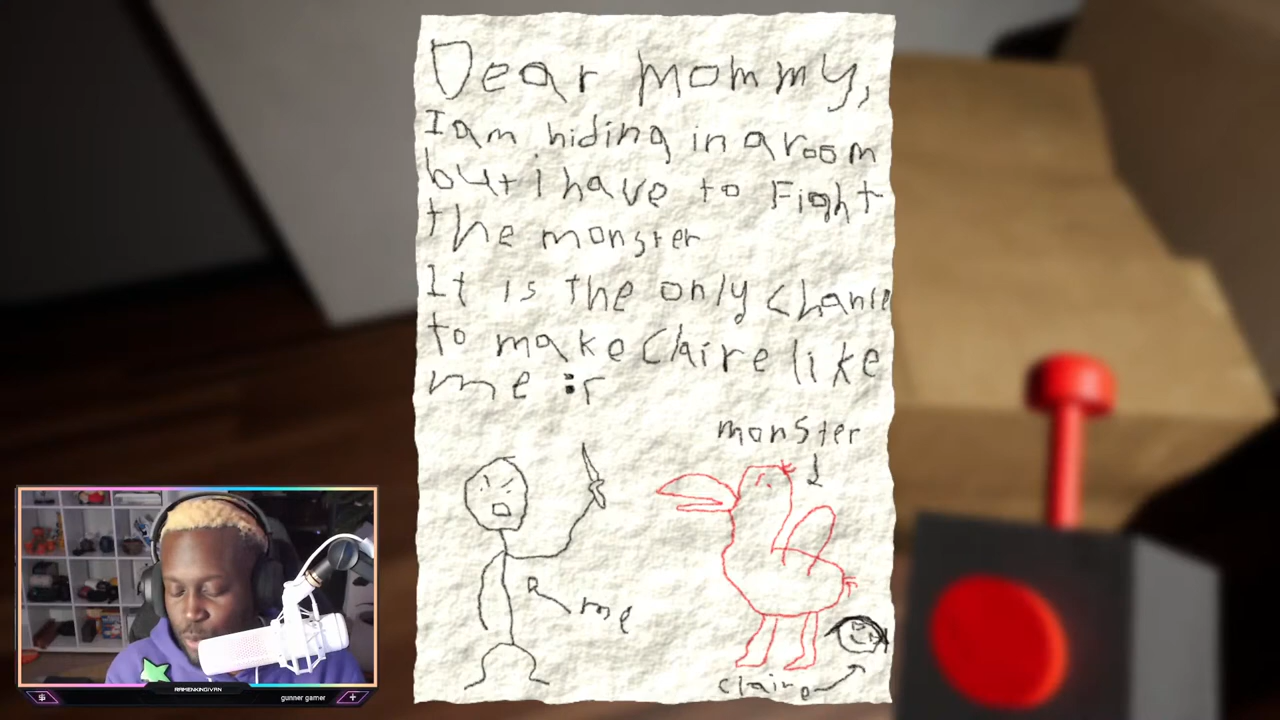 Dear Mommy,
I am hiding in a room
but i have to Fight
the monster
It is the only chance
to make Claire like
me :r
monster
me
claire
RAMENKINGIVAN
gunner gamer